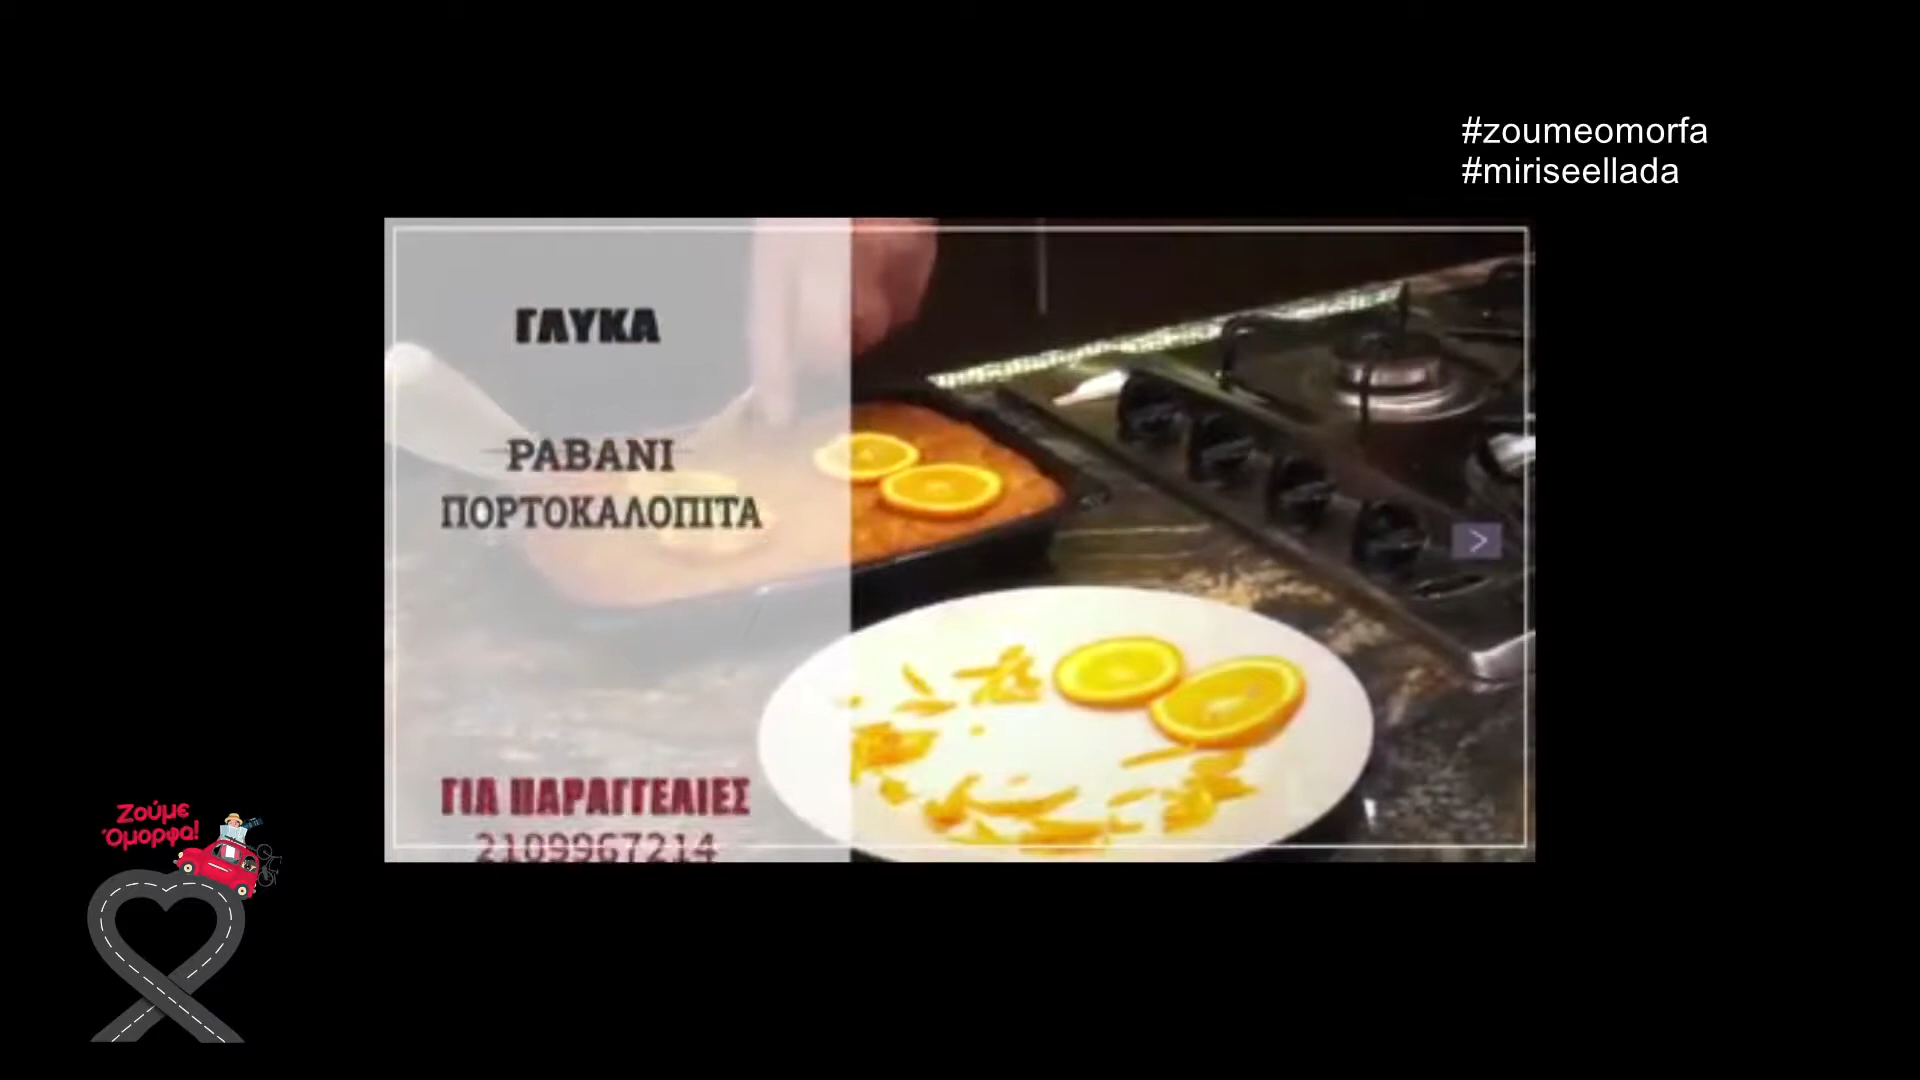 #zoumeomorfa
#miriseellada
ΓΛΥΚΑ
ΡΑΒΑΝΙ
ΠΟΡΤΟΚΑΛΟΠΙΤΑ
ΓΙΑ ΠΑΡΑΓΓΕΛΙΕΣ
2109967214
Ζούμε
Όμορφα!